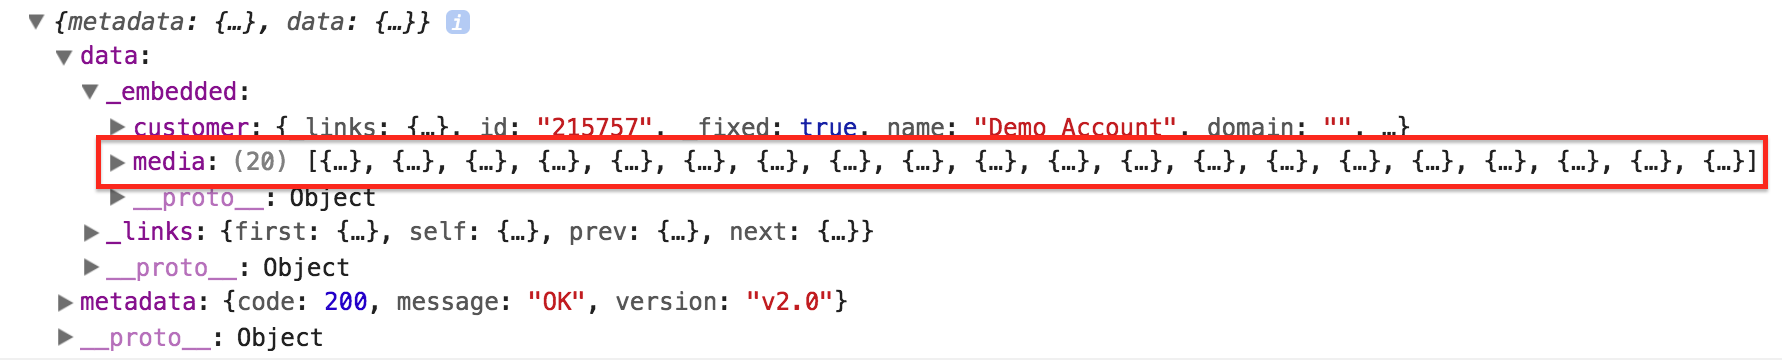 ▼ {metadata: {…}, data: {…}} i
▼ data:
▼ _embedded:
▶ customer: {_links: {…}, id: "215757", _fixed: true, name: "Demo Account", domain: "", …}
▶ media: (20) [{…}, {…}, {…}, {…}, {…}, {…}, {…}, {…}, {…}, {…}, {…}, {…}, {…}, {…}, {…}, {…}, {…}, {…}, {…}, {…}]
▶ __proto__: Object
▶ _links: {first: {…}, self: {…}, prev: {…}, next: {…}}
▶ __proto__: Object
▶ metadata: {code: 200, message: "OK", version: "v2.0"}
▶ __proto__: Object